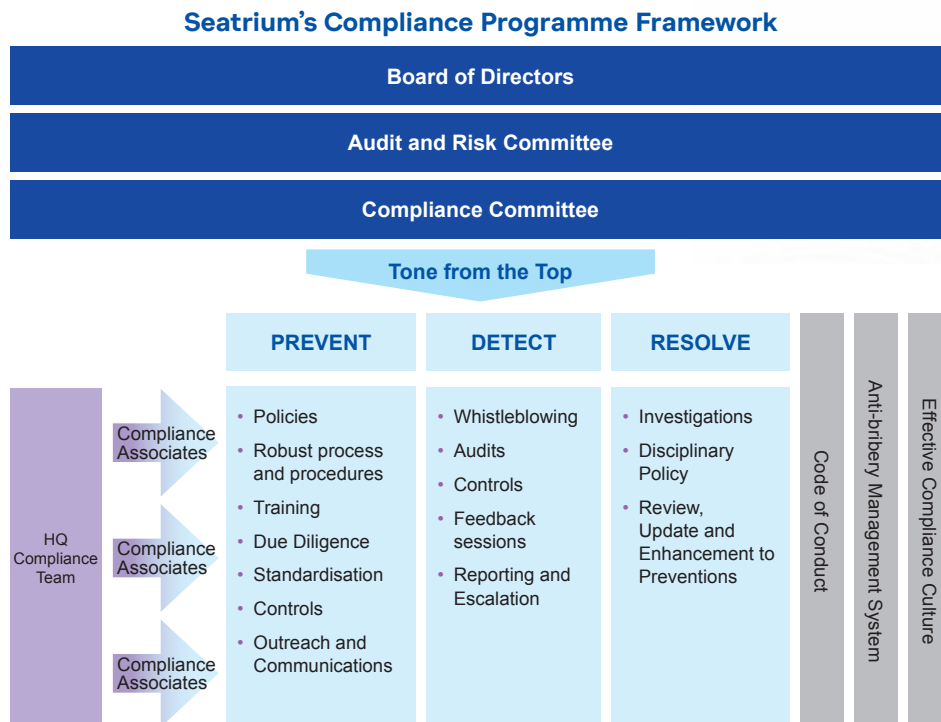 Seatrium's Compliance Programme Framework
Board of Directors
Audit and Risk Committee
Compliance Committee
Tone from the Top
HQ
Compliance
Team
Compliance
Associates
Compliance
Associates
Compliance
Associates
PREVENT
• Policies
• Robust process
and procedures
• Training
• Due Diligence
• Standardisation
• Controls
• Outreach and
Communications
DETECT
• Whistleblowing
• Audits
• Controls
• Feedback
sessions
• Reporting and
Escalation
RESOLVE
• Investigations
• Disciplinary
Policy
• Review,
Update and
Enhancement to
Preventions
Code of Conduct
Anti-bribery Management System
Effective Compliance Culture